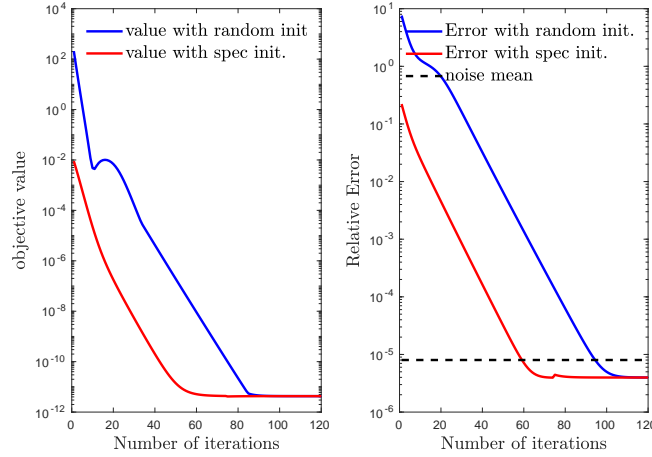 10^4
10^2
10^0
10^-2
10^-4
10^-6
10^-8
10^-10
10^-12
0 20 40 60 80 100 120
objective value
Number of iterations
value with random init
value with spec init.
10^1
10^0
10^-1
10^-2
10^-3
10^-4
10^-5
10^-6
0 20 40 60 80 100 120
Relative Error
Number of iterations
Error with random init.
Error with spec init.
noise mean